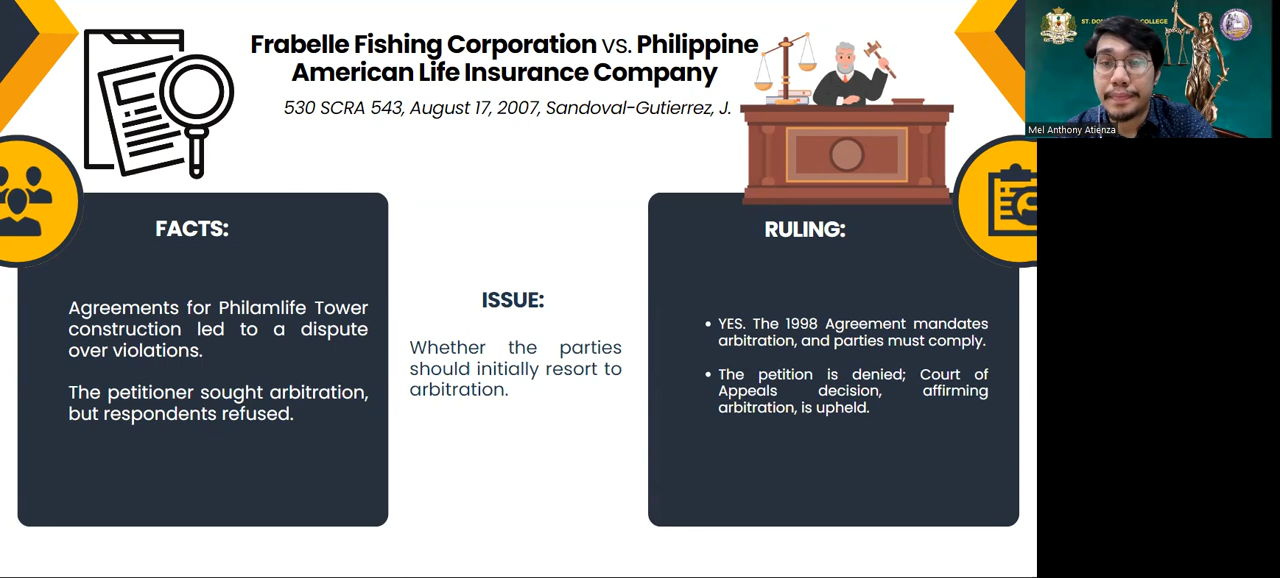 Frabelle Fishing Corporation vs. Philippine
American Life Insurance Company
530 SCRA 543, August 17, 2007, Sandoval-Gutierrez, J.
FACTS:
Agreements for Philamlife Tower
construction led to a dispute
over violations.
The petitioner sought arbitration,
but respondents refused.
ISSUE:
Whether the parties
should initially resort to
arbitration.
RULING:
• YES. The 1998 Agreement mandates
arbitration, and parties must comply.
• The petition is denied; Court of
Appeals decision, affirming
arbitration, is upheld.
COLLEGE
Mel Anthony Atienza